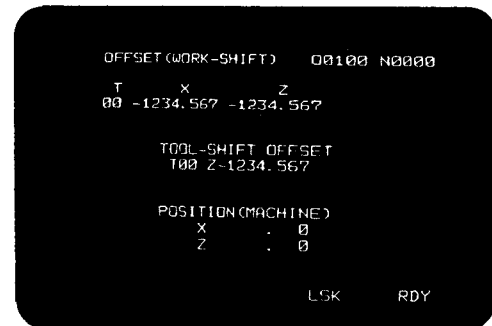 OFFSET(WORK-SHIFT) O0100 N0000
T X Z
00 -1234.567 -1234.567
TOOL-SHIFT OFFSET
T00 Z-1234.567
POSITION(MACHINE)
X . 0
Z . 0
LSK RDY